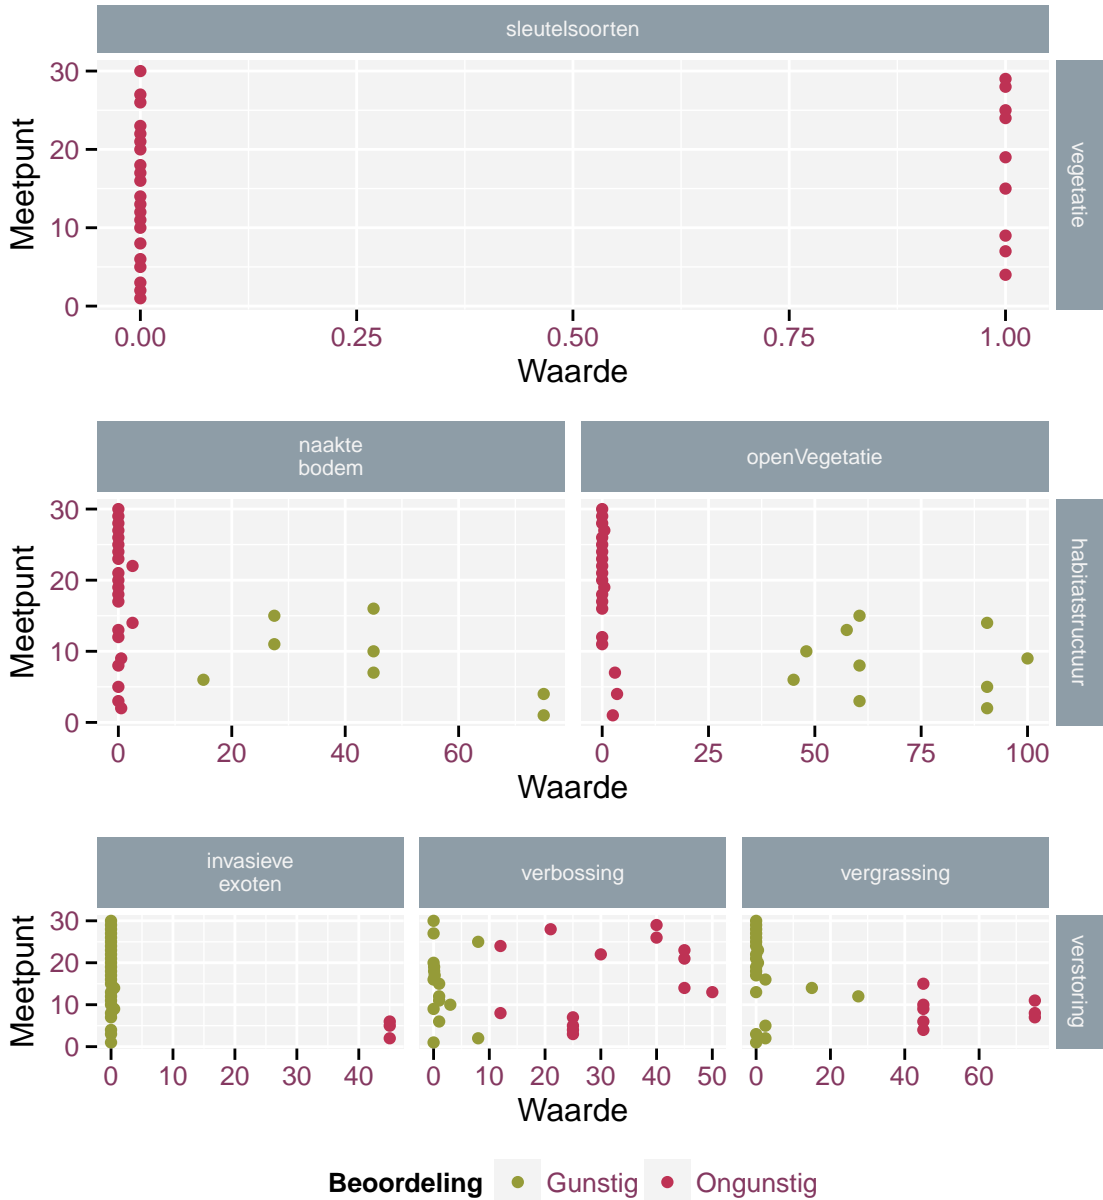 sleutelsoorten
30
20
10
0
Meetpunt
vegetatie
0.00 0.25 0.50 0.75 1.00
Waarde
naakte
bodem
openVegetatie
30
20
10
0
Meetpunt
habitatstructuur
0 20 40 60
0 25 50 75 100
Waarde
invasieve
exoten
verbossing
vergrassing
30
20
10
0
Meetpunt
verstoring
0 10 20 30 40
0 10 20 30 40 50
0 20 40 60
Waarde
Beoordeling Gunstig Ongunstig